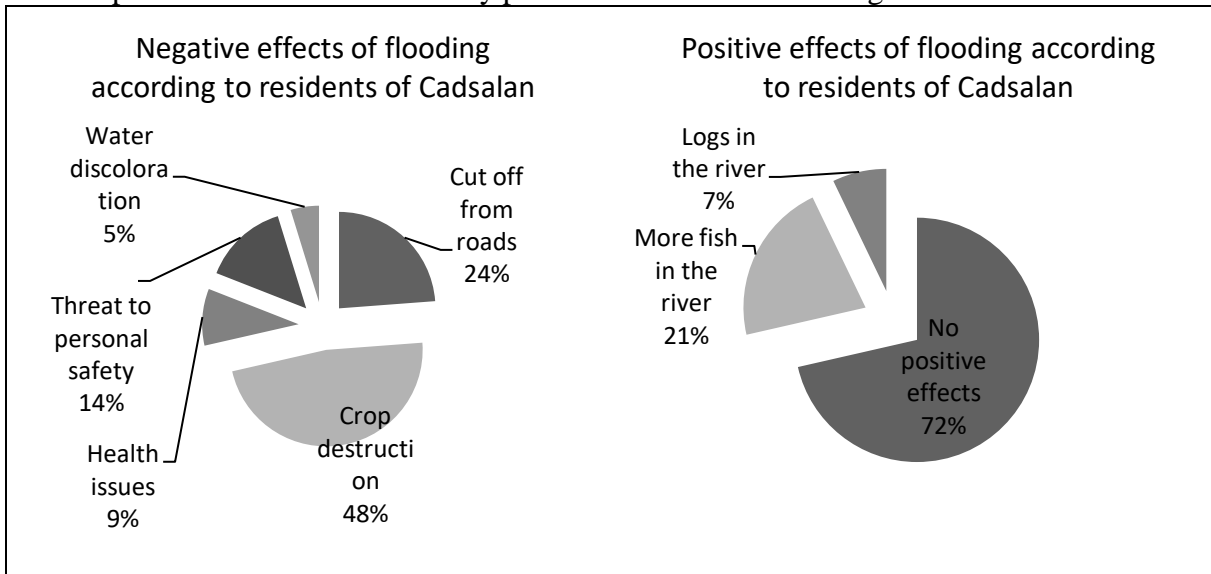 Negative effects of flooding
according to residents of Cadsalan
Water
discolora
tion
5%
Cut off
from
roads
24%
Threat to
personal
safety
14%
Health
issues
9%
Crop
destructi
on
48%
Positive effects of flooding according
to residents of Cadsalan
Logs in
the river
7%
More fish
in the
river
21%
No
positive
effects
72%